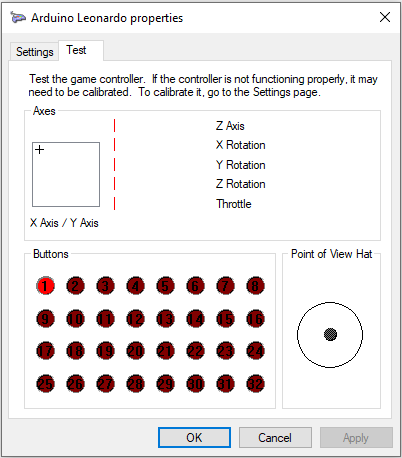 Arduino Leonardo properties
Settings
Test
Test the game controller. If the controller is not functioning properly, it may
need to be calibrated. To calibrate it, go to the Settings page.
Axes
Z Axis
X Rotation
Y Rotation
Z Rotation
Throttle
X Axis / Y Axis
Buttons
1 2 3 4 5 6 7 8
9 10 11 12 13 14 15 16
17 18 19 20 21 22 23 24
25 26 27 28 29 30 31 32
Point of View Hat
OK
Cancel
Apply